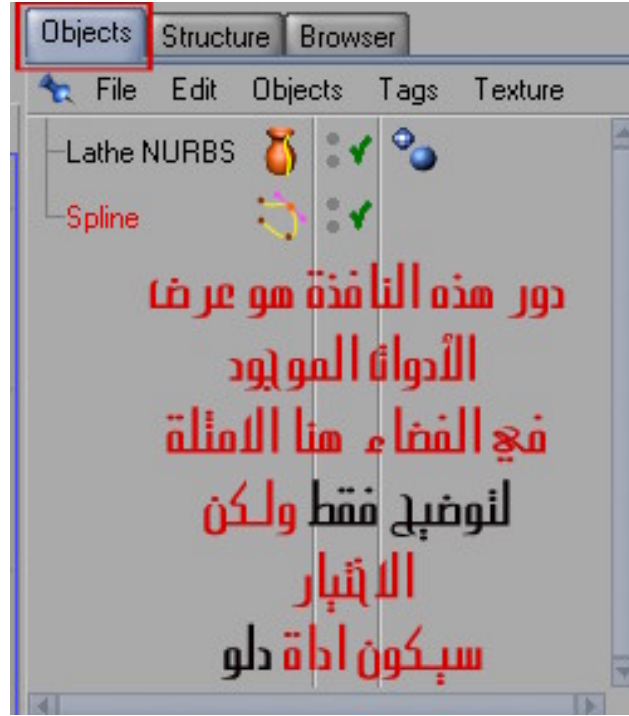 Objects Structure Browser
File Edit Objects Tags Texture
Lathe NURBS
Spline
دور هذه النافذة هو عرض
الأدوات الموجود
في الفضاء هنا الامثلة
لتوضيح فقط ولكن
الاختيار
سيكون اداة دلو